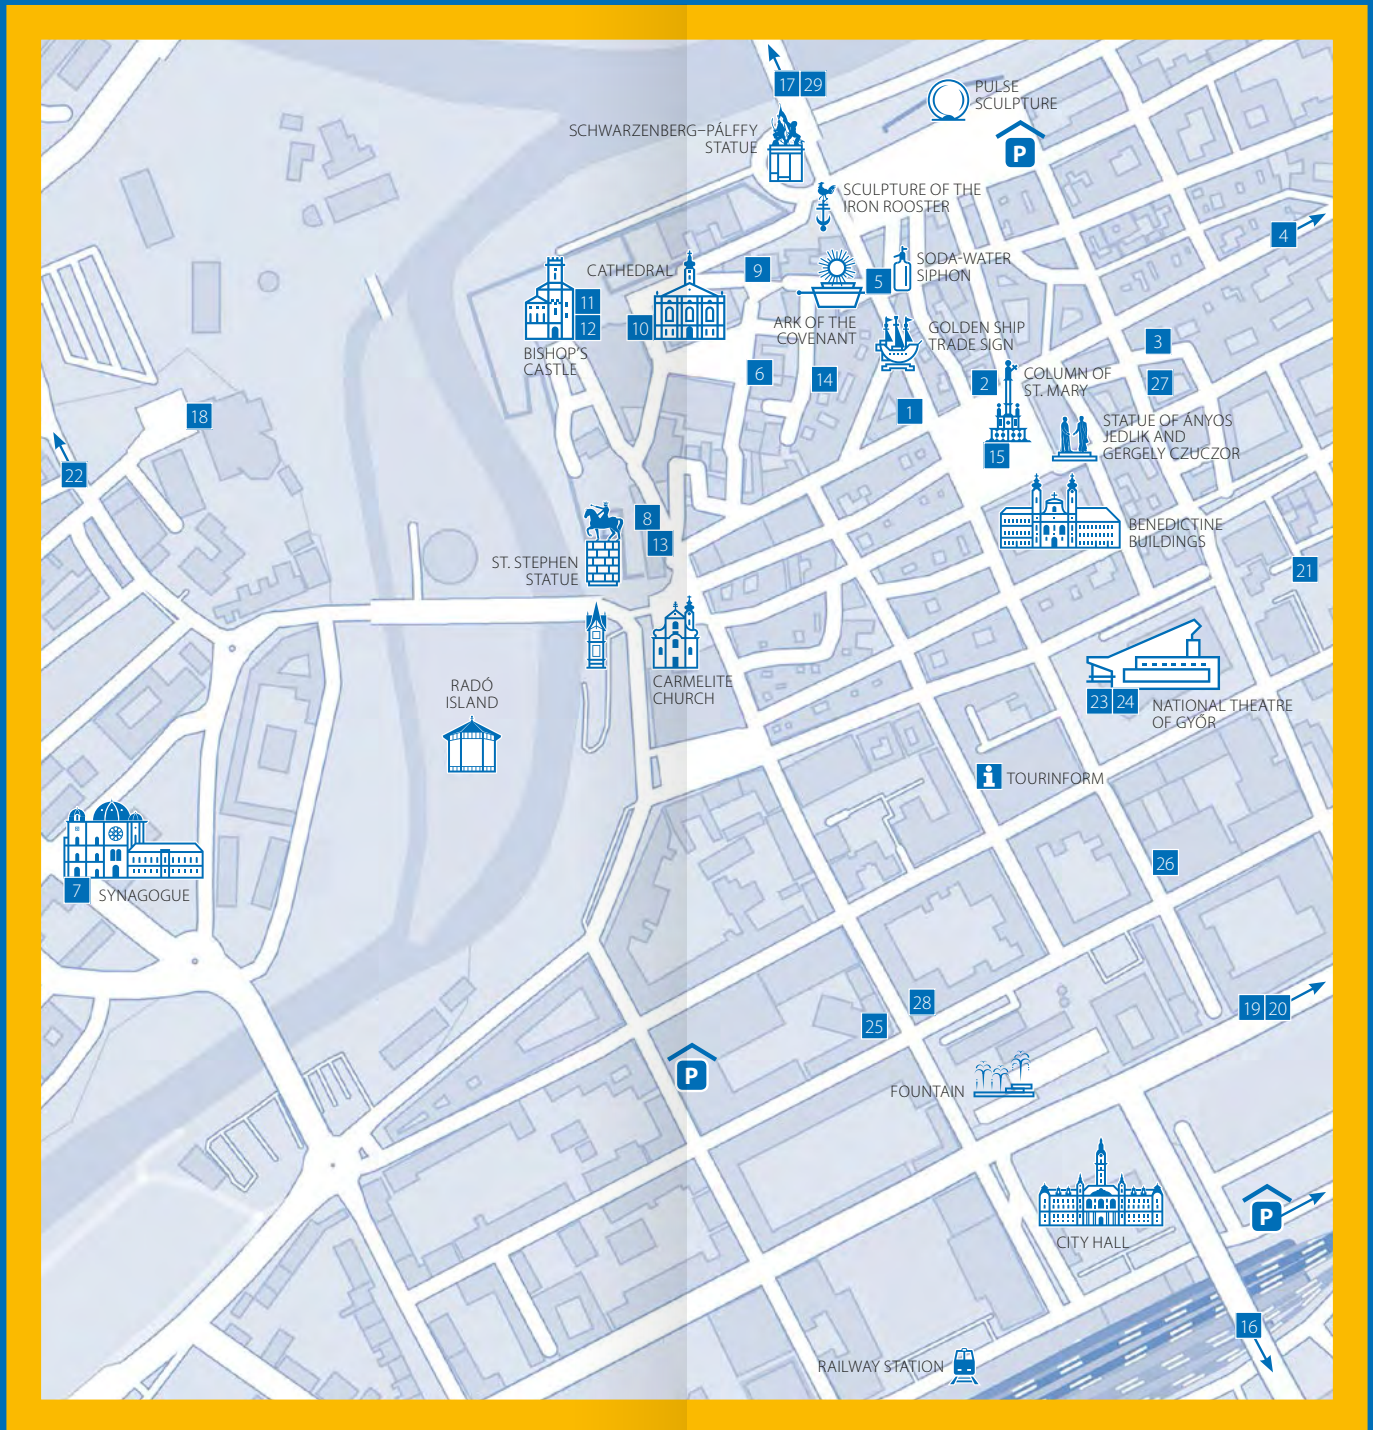 17 29
PULSE
SCULPTURE
SCHWARZENBERG–PÁLFFY
STATUE
P
SCULPTURE OF THE
IRON ROOSTER
4
CATHEDRAL
9
5
SODA-WATER
SIPHON
11
12
10
ARK OF THE
COVENANT
GOLDEN SHIP
TRADE SIGN
3
BISHOP'S
CASTLE
6
14
2
COLUMN OF
ST. MARY
27
18
1
STATUE OF ÁNYOS
JEDLIK AND
GERGELY CZUCZOR
15
22
8
13
BENEDICTINE
BUILDINGS
ST. STEPHEN
STATUE
21
CARMELITE
CHURCH
RADÓ
ISLAND
23 24
NATIONAL THEATRE
OF GYŐR
i TOURINFORM
26
7 SYNAGOGUE
28
19 20
25
P
FOUNTAIN
P
CITY HALL
16
RAILWAY STATION